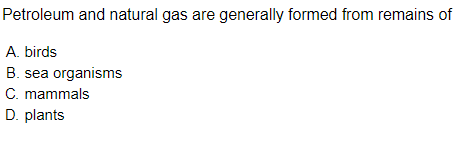 Petroleum and natural gas are generally formed from remains of
A. birds
B. sea organisms
C. mammals
D. plants